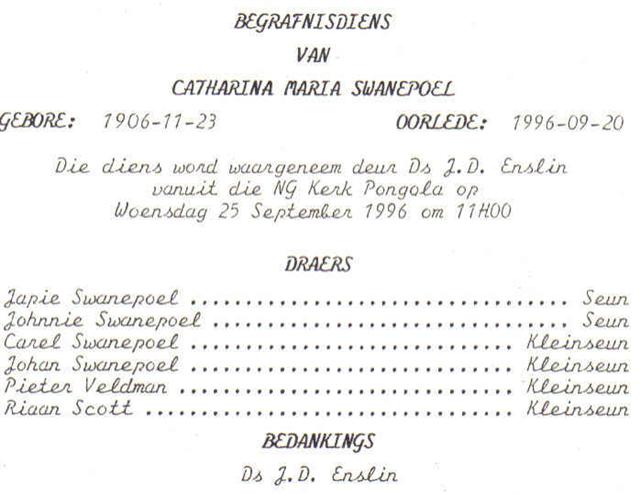 BEGRAFNISDIENS
VAN
CATHARINA MARIA SWANEPOEL
GEBORE: 1906-11-23 OORLEDE: 1996-09-20
Die diens word waargeneem deur Ds J.D. Enslin
vanuit die NG Kerk Pongola op
Woensdag 25 September 1996 om 11H00
DRAERS
Japie Swanepoel .................................. Seun
Johnnie Swanepoel ................................ Seun
Carel Swanepoel ............................. Kleinseun
Johan Swanepoel ............................. Kleinseun
Pieter Veldman .............................. Kleinseun
Riaan Scott ................................. Kleinseun
BEDANKINGS
Ds J.D. Enslin